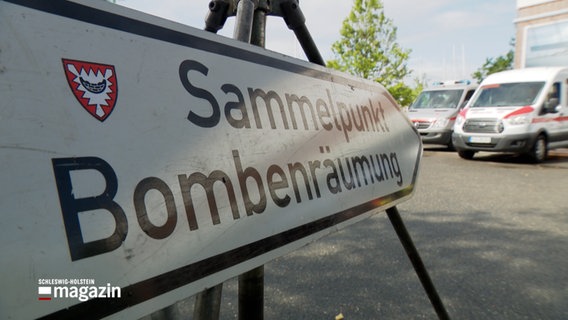 Sammelpunkt
Bombenräumung
SCHLESWIG-HOLSTEIN
magazin